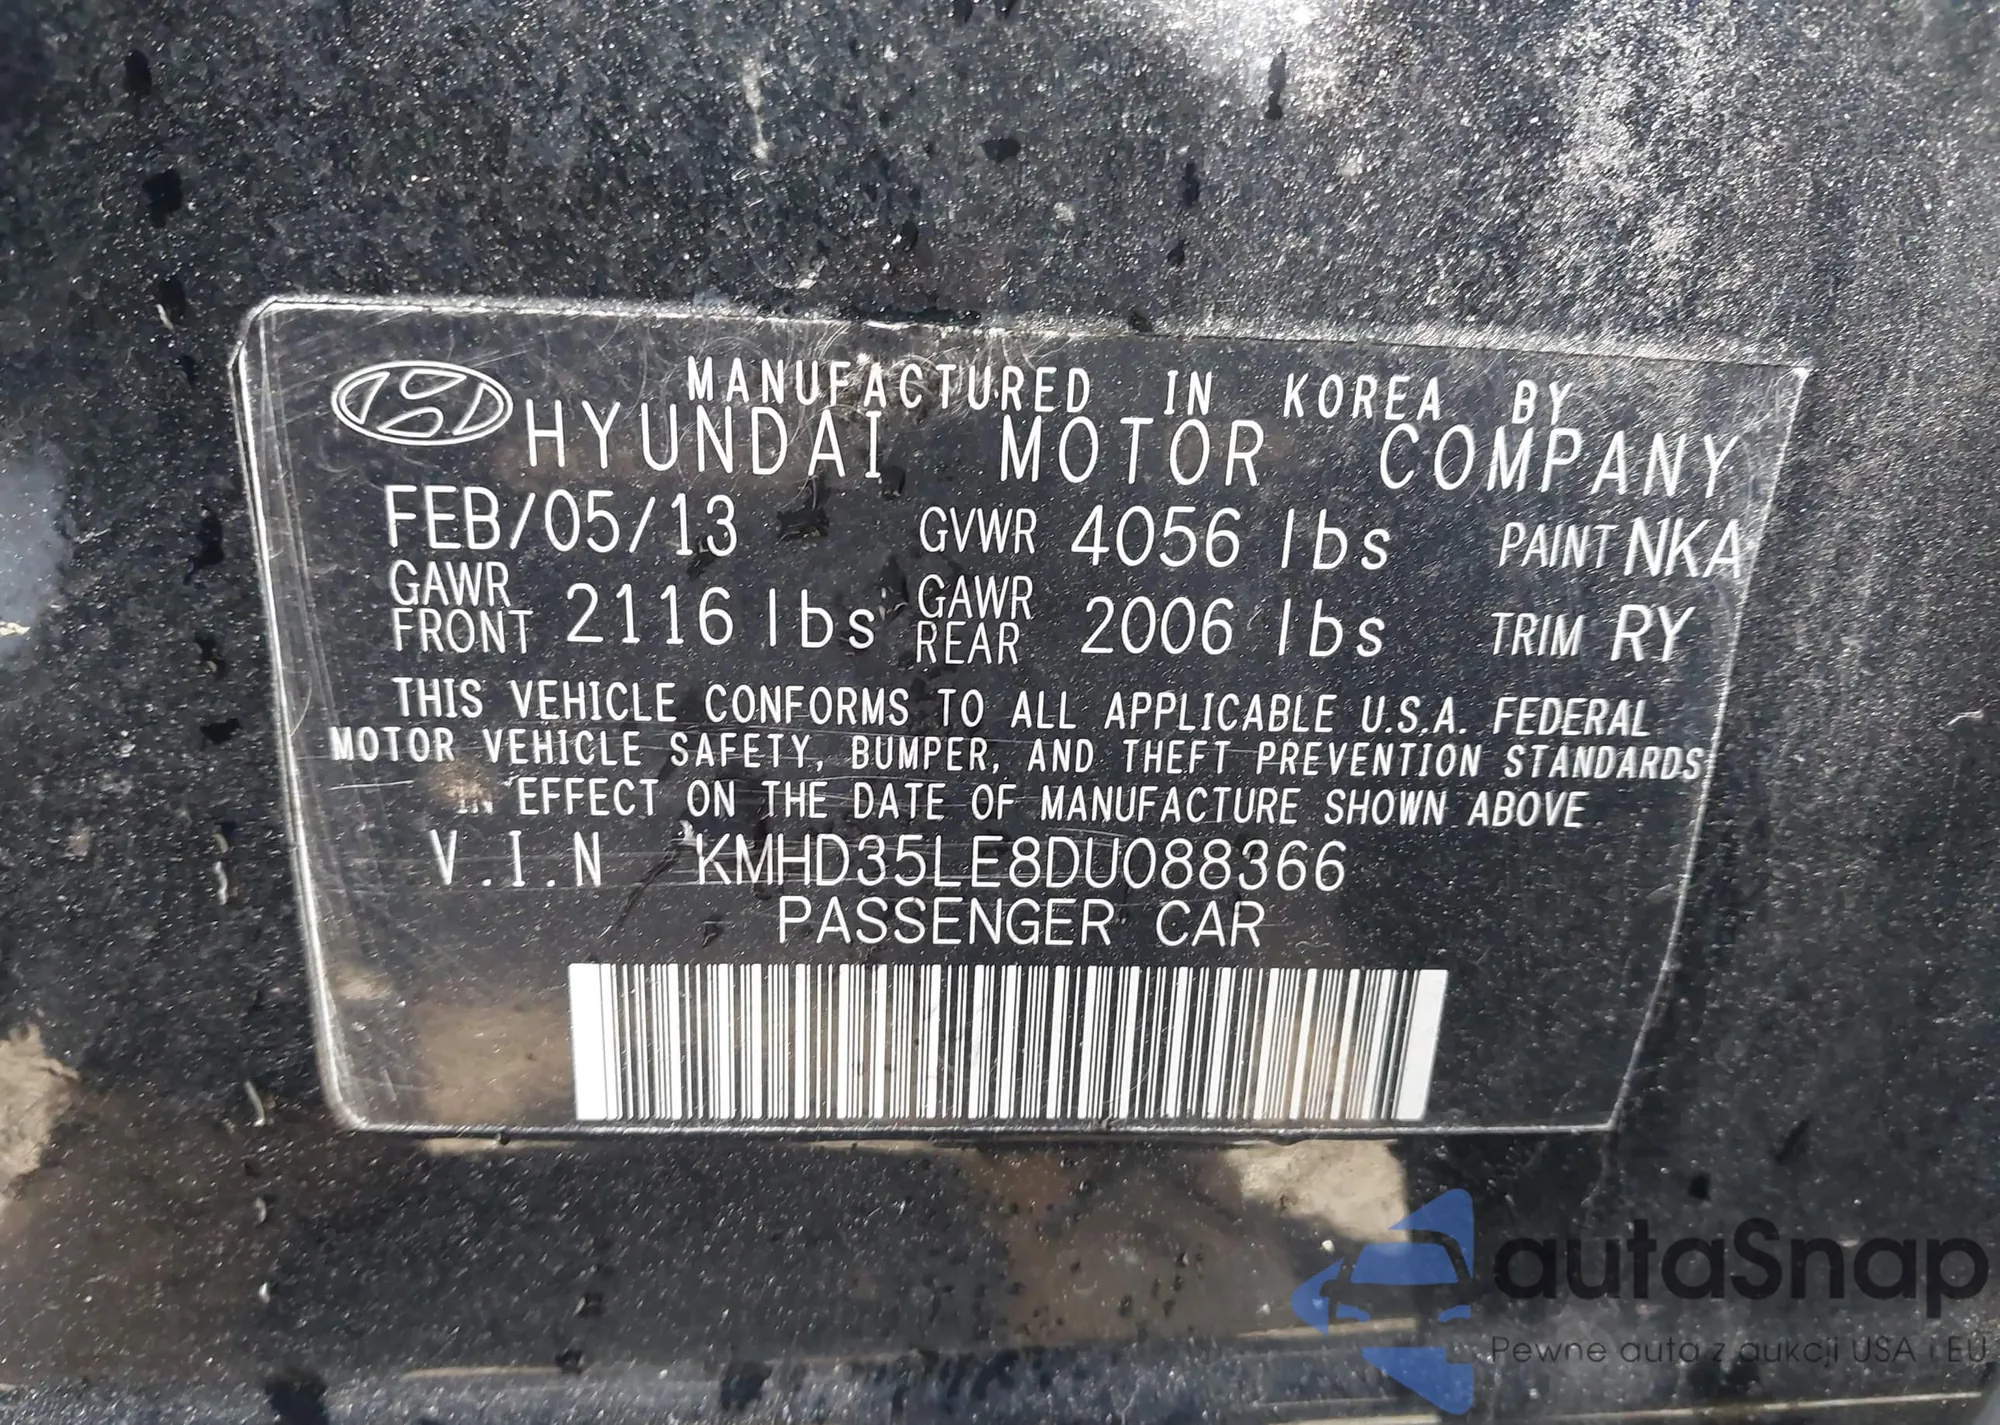 MANUFACTURED IN KOREA BY
HYUNDAI MOTOR COMPANY
FEB/05/13 GVWR 4056 lbs PAINT NKA
GAWR FRONT 2116 lbs GAWR REAR 2006 lbs TRIM RY
THIS VEHICLE CONFORMS TO ALL APPLICABLE U.S.A. FEDERAL
MOTOR VEHICLE SAFETY, BUMPER, AND THEFT PREVENTION STANDARDS
IN EFFECT ON THE DATE OF MANUFACTURE SHOWN ABOVE
V.I.N KMHD35LE8DU088366
PASSENGER CAR
autaSnap
Pewne auta z aukcji USA i EU